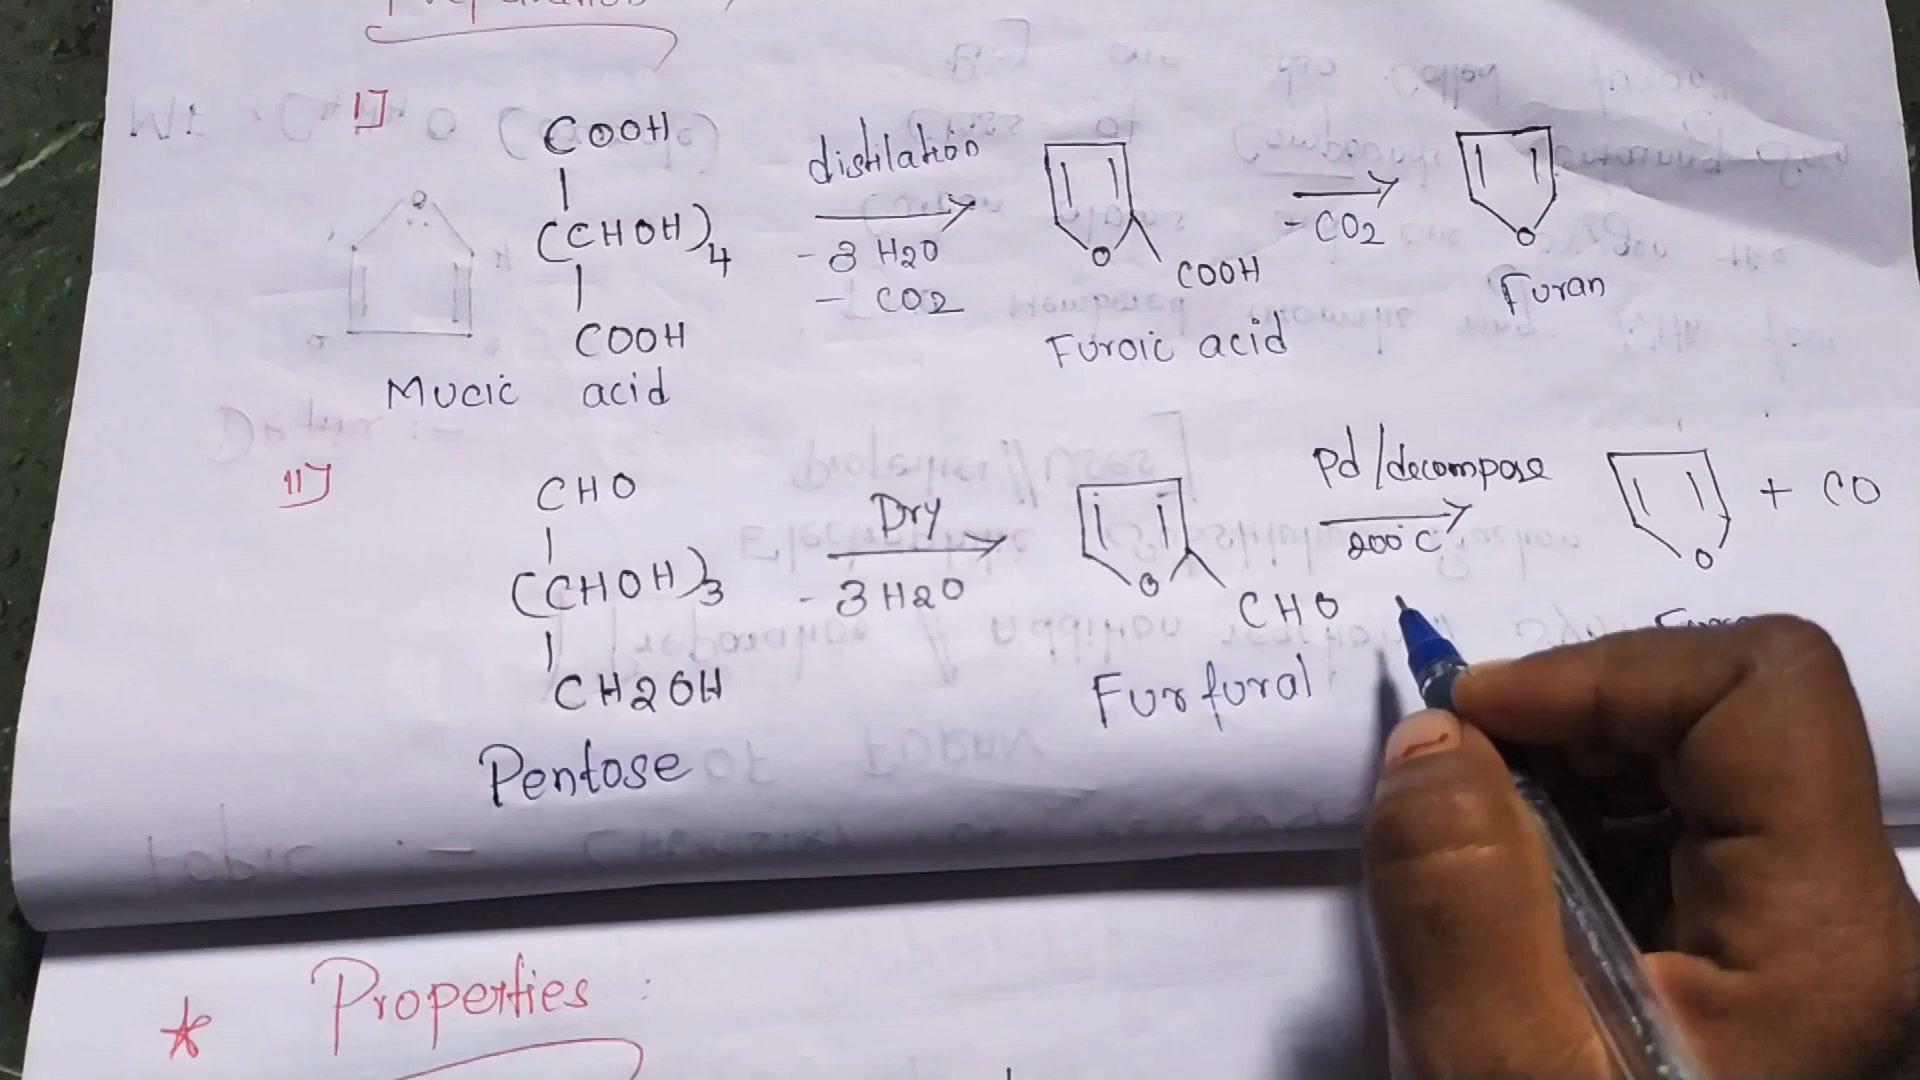 Preparation
I]
COOH
(CHOH)4
COOH
Mucic acid
distilation
- 3 H2O
- CO2
O
COOH
Furoic acid
- CO2
O
Furan
II]
CHO
(CHOH)3
CH2OH
Pentose
Dry
- 3 H2O
O
CHO
Furfural
Pd/decompose
200°C
O
+ CO
* Properties :